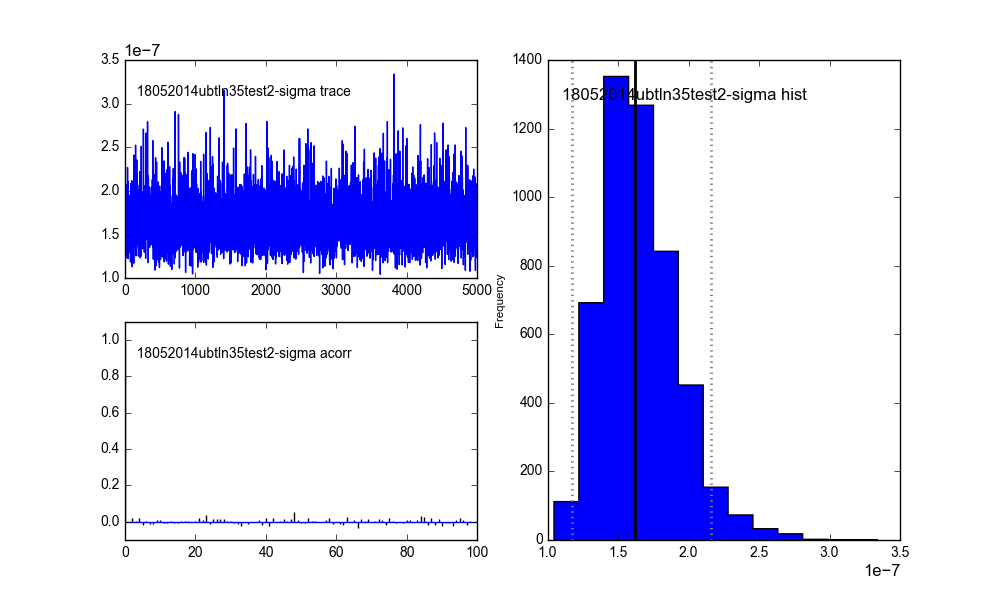 1e−7
3.5
3.0
2.5
2.0
1.5
1.0
18052014ubtln35test2-sigma trace
0 1000 2000 3000 4000 5000
1.0
0.8
0.6
0.4
0.2
0.0
18052014ubtln35test2-sigma acorr
0 20 40 60 80 100
Frequency
1400
1200
1000
800
600
400
200
0
18052014ubtln35test2-sigma hist
1.0 1.5 2.0 2.5 3.0 3.5
1e−7